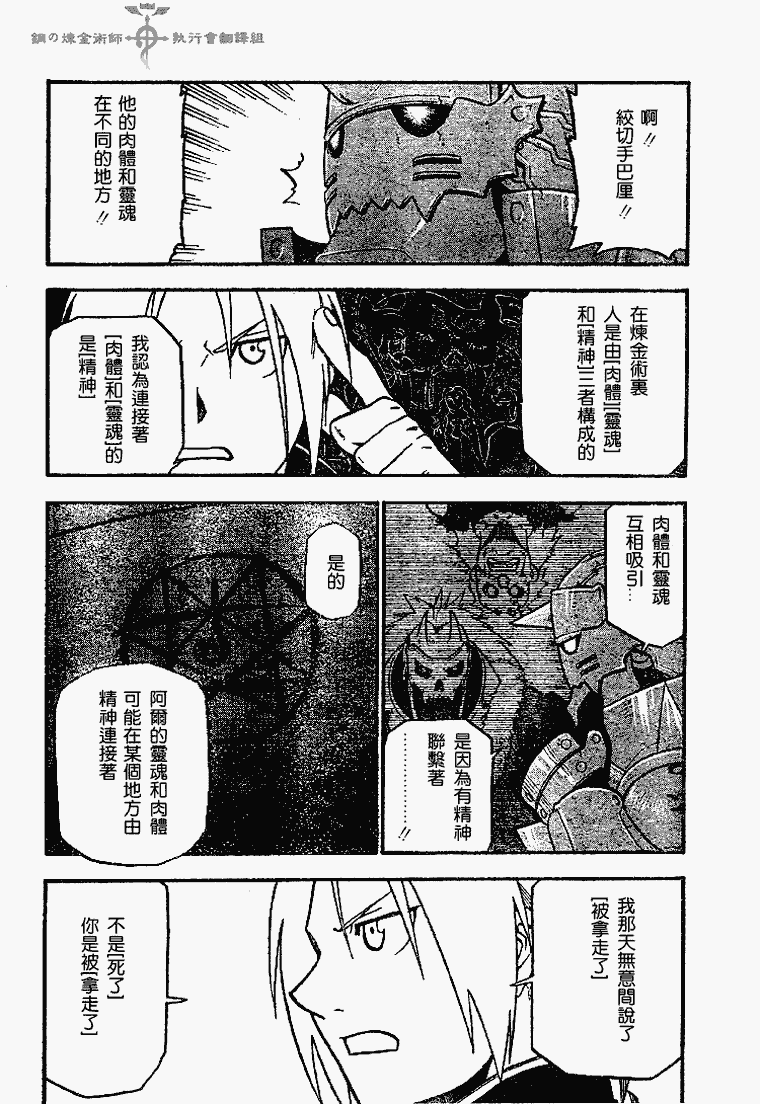 鋼の煉金術師
執行會翻譯組
啊!!
絞切手巴厘!!
他的肉體和靈魂
在不同的地方!!
在煉金術裏
人是由[肉體][靈魂]
和[精神]三者構成的
我認為連接著
[肉體]和[靈魂]的
是[精神]
肉體和靈魂
互相吸引…
是因為有精神
聯繫著
…………!!
是的
阿爾的靈魂和肉體
可能在某個地方由
精神連接著
我那天無意間說了
[被拿走了]
不是[死了]
你是被[拿走了]